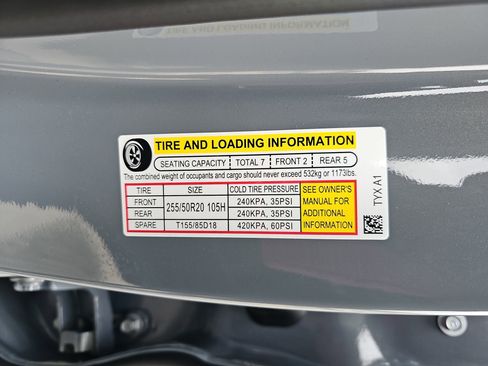 TIRE AND LOADING INFORMATION
SEATING CAPACITY TOTAL 7 FRONT 2 REAR 5
The combined weight of occupants and cargo should never exceed 532kg or 1173lbs.
TIRE SIZE COLD TIRE PRESSURE SEE OWNER'S MANUAL FOR ADDITIONAL INFORMATION
FRONT 255/50R20 105H 240KPA, 35PSI
REAR 240KPA, 35PSI
SPARE T155/85D18 420KPA, 60PSI
TYX A1